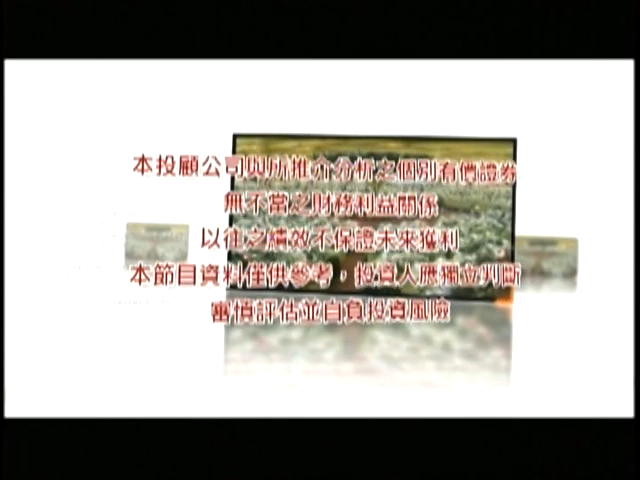 本投顧公司與所推介分析之個別有價證券
無不當之財務利益關係
以往之績效不保證未來獲利
本節目資料僅供參考，投資人應獨立判斷
審慎評估並自負投資風險